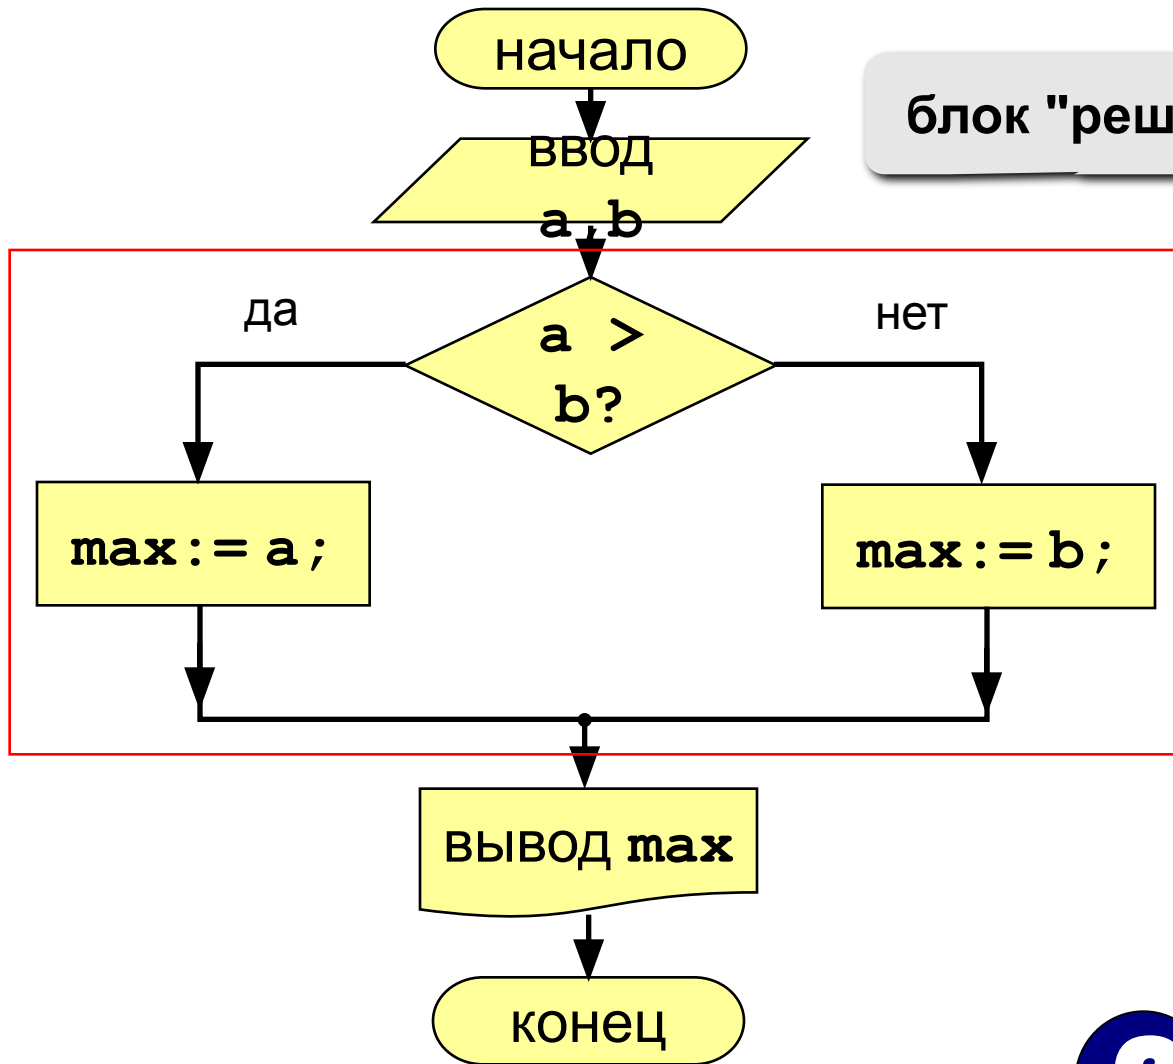 начало
блок "реш
ввод
a,b
да
нет
a >
b?
max:= a;
max:= b;
вывод max
конец